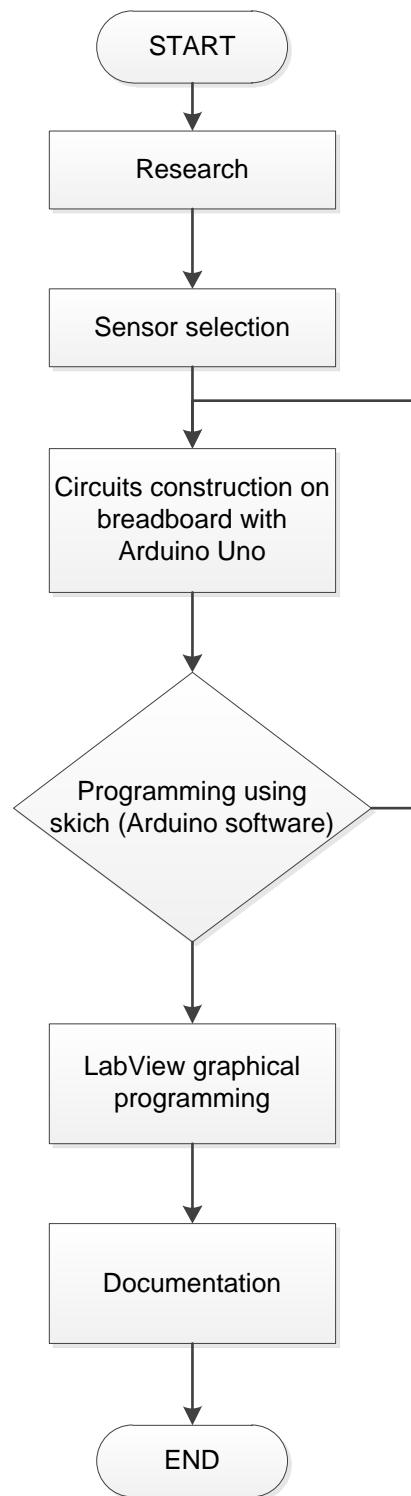 START
Research
Sensor selection
Circuits construction on
breadboard with
Arduino Uno
Programming using
skich (Arduino software)
LabView graphical
programming
Documentation
END